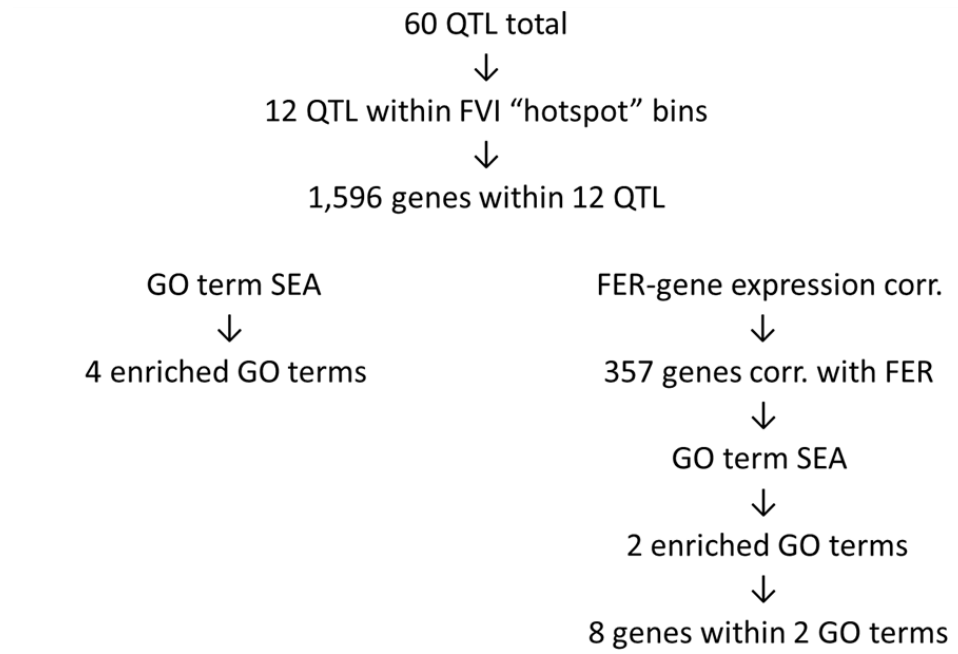 60 QTL total
↓
12 QTL within FVI “hotspot” bins
↓
1,596 genes within 12 QTL
GO term SEA
↓
4 enriched GO terms
FER-gene expression corr.
↓
357 genes corr. with FER
↓
GO term SEA
↓
2 enriched GO terms
↓
8 genes within 2 GO terms